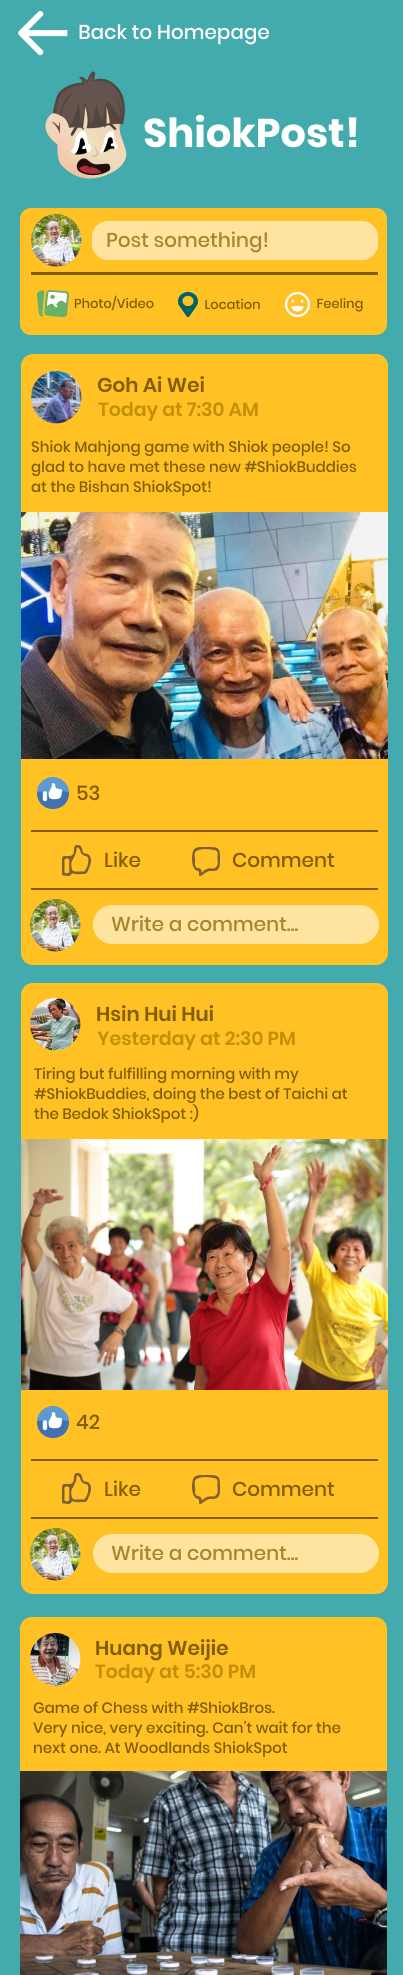 Back to Homepage
ShiokPost!
Post something!
Photo/Video
Location
Feeling
Goh Ai Wei
Today at 7:30 AM
Shiok Mahjong game with Shiok people! So
glad to have met these new #ShiokBuddies
at the Bishan ShiokSpot!
53
Like
Comment
Write a comment...
Hsin Hui Hui
Yesterday at 2:30 PM
Tiring but fulfilling morning with my
#ShiokBuddies, doing the best of Taichi at
the Bedok ShiokSpot :)
42
Like
Comment
Write a comment...
Huang Weijie
Today at 5:30 PM
Game of Chess with #ShiokBros.
Very nice, very exciting. Can't wait for the
next one. At Woodlands ShiokSpot